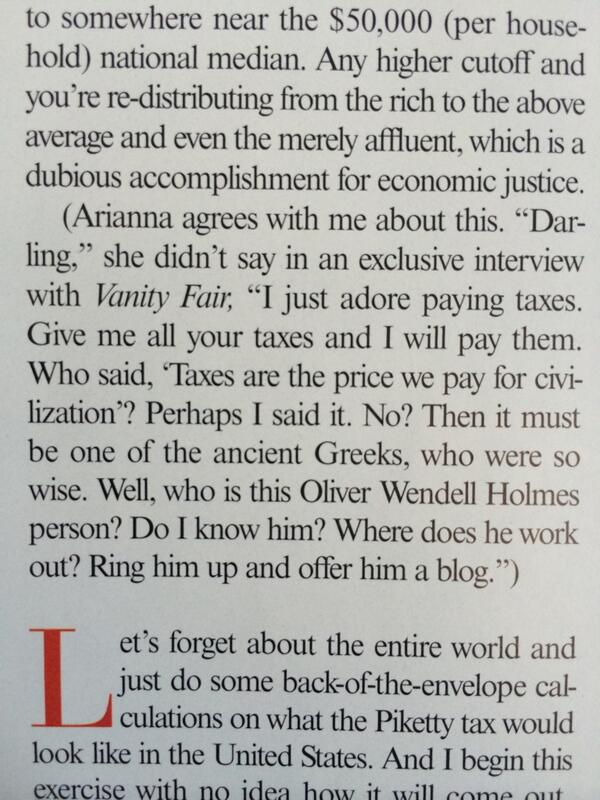 to somewhere near the $50,000 (per house-
hold) national median. Any higher cutoff and
you're re-distributing from the rich to the above
average and even the merely affluent, which is a
dubious accomplishment for economic justice.
(Arianna agrees with me about this. “Dar-
ling,” she didn't say in an exclusive interview
with Vanity Fair, “I just adore paying taxes.
Give me all your taxes and I will pay them.
Who said, ‘Taxes are the price we pay for civi-
lization’? Perhaps I said it. No? Then it must
be one of the ancient Greeks, who were so
wise. Well, who is this Oliver Wendell Holmes
person? Do I know him? Where does he work
out? Ring him up and offer him a blog.”)
Let's forget about the entire world and
just do some back-of-the-envelope cal-
culations on what the Piketty tax would
look like in the United States. And I begin this
exercise with no idea how it will come out.